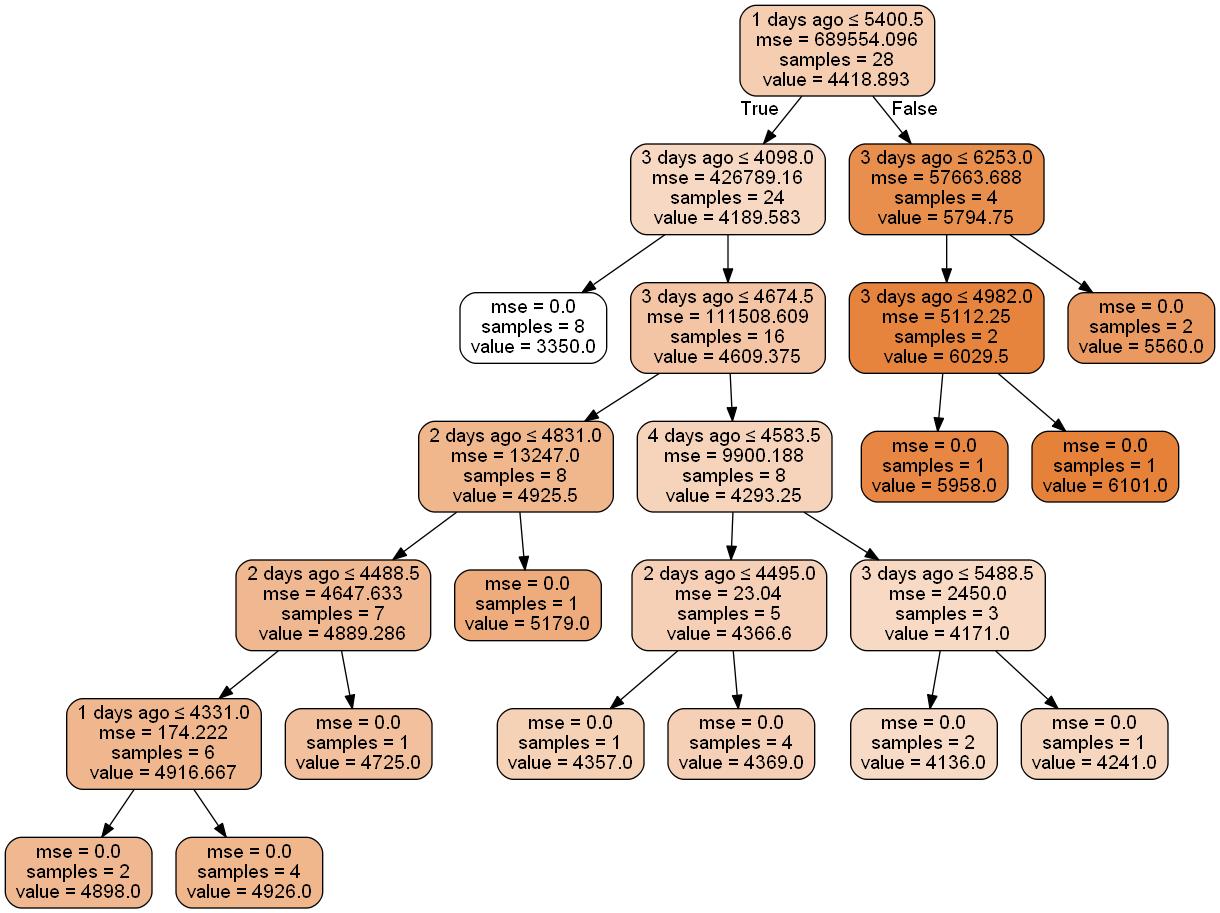 1 days ago ≤ 5400.5
mse = 689554.096
samples = 28
value = 4418.893
True
False
3 days ago ≤ 4098.0
mse = 426789.16
samples = 24
value = 4189.583
3 days ago ≤ 6253.0
mse = 57663.688
samples = 4
value = 5794.75
mse = 0.0
samples = 8
value = 3350.0
3 days ago ≤ 4674.5
mse = 111508.609
samples = 16
value = 4609.375
3 days ago ≤ 4982.0
mse = 5112.25
samples = 2
value = 6029.5
mse = 0.0
samples = 2
value = 5560.0
2 days ago ≤ 4831.0
mse = 13247.0
samples = 8
value = 4925.5
4 days ago ≤ 4583.5
mse = 9900.188
samples = 8
value = 4293.25
mse = 0.0
samples = 1
value = 5958.0
mse = 0.0
samples = 1
value = 6101.0
2 days ago ≤ 4488.5
mse = 4647.633
samples = 7
value = 4889.286
mse = 0.0
samples = 1
value = 5179.0
2 days ago ≤ 4495.0
mse = 23.04
samples = 5
value = 4366.6
3 days ago ≤ 5488.5
mse = 2450.0
samples = 3
value = 4171.0
1 days ago ≤ 4331.0
mse = 174.222
samples = 6
value = 4916.667
mse = 0.0
samples = 1
value = 4725.0
mse = 0.0
samples = 1
value = 4357.0
mse = 0.0
samples = 4
value = 4369.0
mse = 0.0
samples = 2
value = 4136.0
mse = 0.0
samples = 1
value = 4241.0
mse = 0.0
samples = 2
value = 4898.0
mse = 0.0
samples = 4
value = 4926.0